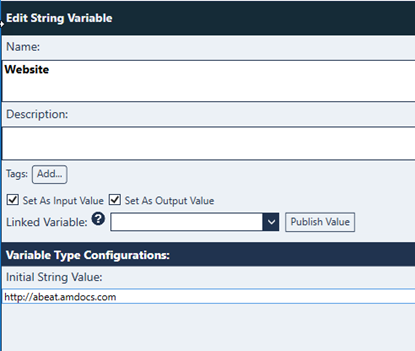 Edit String Variable
Name:
Website
Description:
Tags: Add...
Set As Input Value Set As Output Value
Linked Variable: ? Publish Value
Variable Type Configurations:
Initial String Value:
http://abeat.amdocs.com